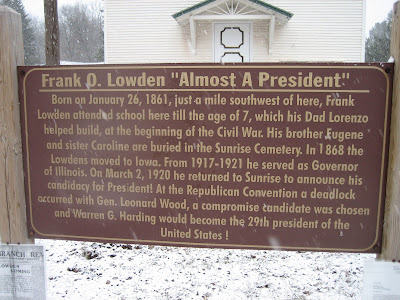 Frank O. Lowden "Almost A President"
Born on January 26, 1861, just a mile southwest of here, Frank
Lowden attended school here till the age of 7, which his Dad Lorenzo
helped build, at the beginning of the Civil War. His brother Eugene
and sister Caroline are buried in the Sunrise Cemetery. In 1868 the
Lowdens moved to Iowa. From 1917-1921 he served as Governor
of Illinois. On March 2, 1920 he returned to Sunrise to announce his
candidacy for President! At the Republican Convention a deadlock
occurred with Gen. Leonard Wood, a compromise candidate was chosen
and Warren G. Harding would become the 29th president of the
United States !